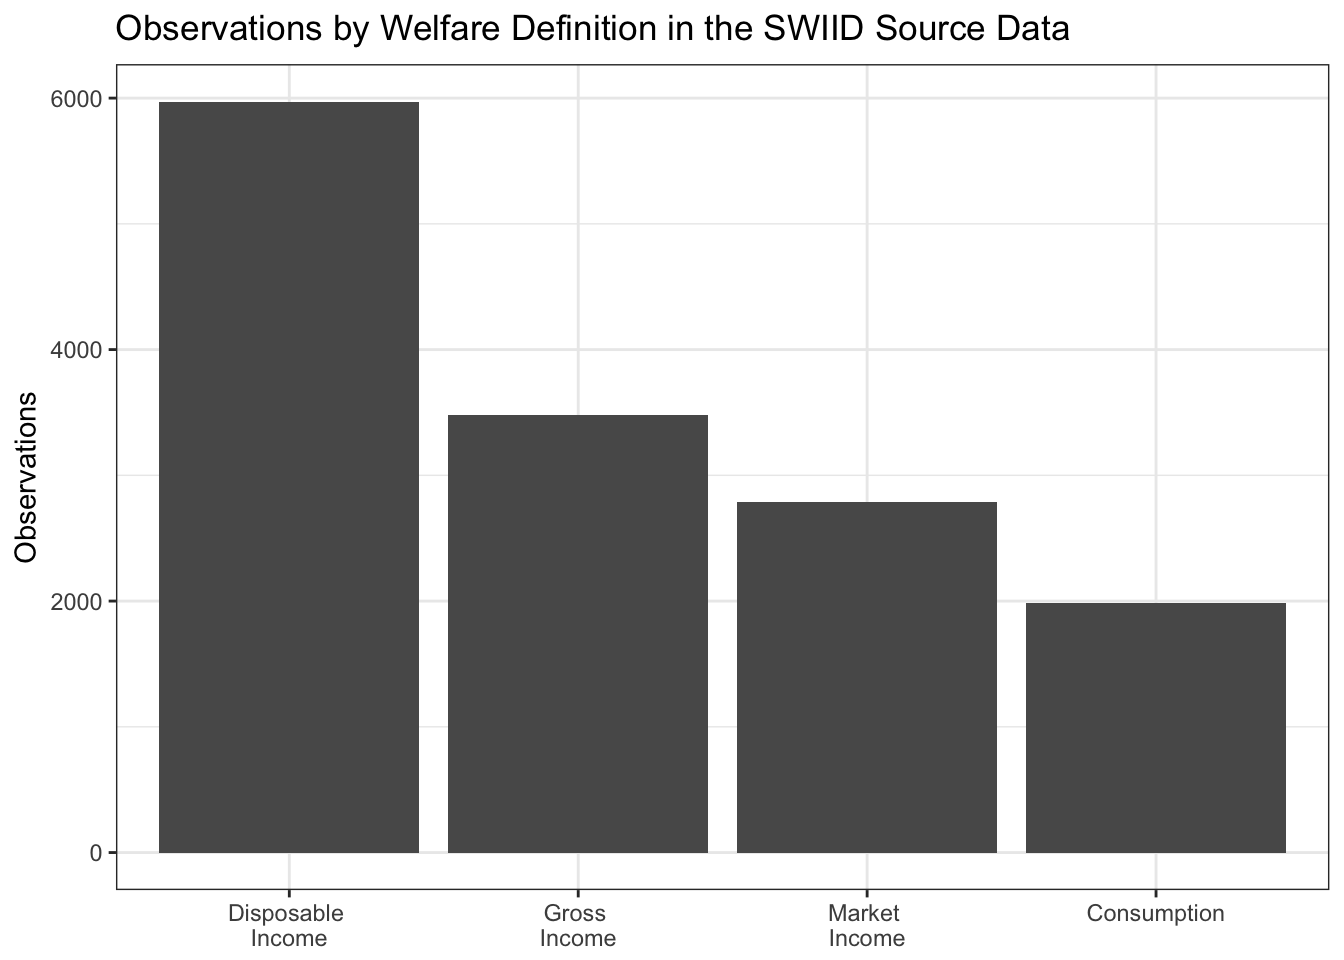 Observations by Welfare Definition in the SWIID Source Data
Observations
6000
4000
2000
0
Disposable
Income
Gross
Income
Market
Income
Consumption